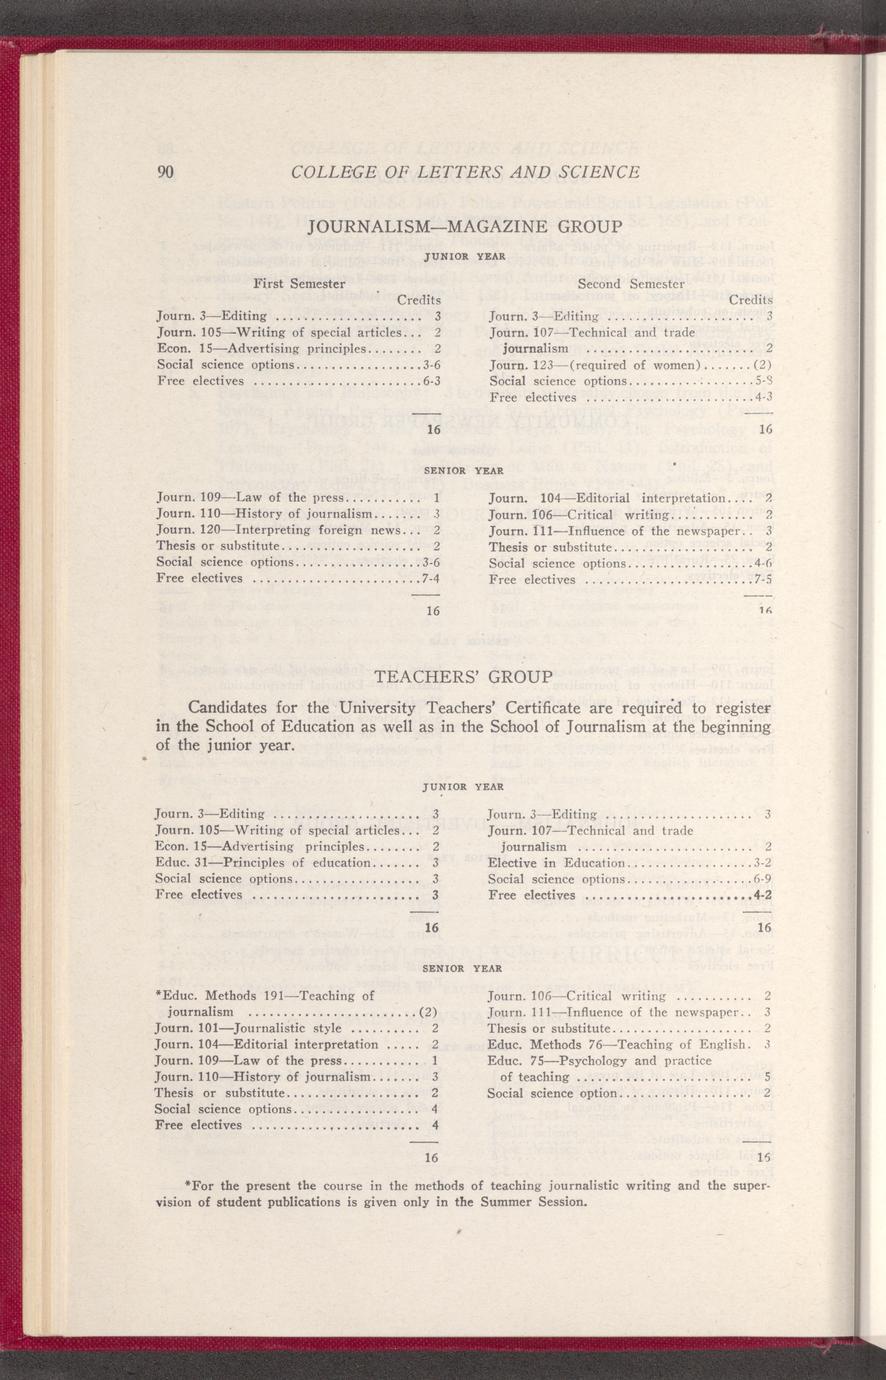 90 COLLEGE OF LETTERS AND SCIENCE
JOURNALISM—MAGAZINE GROUP
JUNIOR YEAR
First Semester
Credits
Journ. 3—Editing ..................... 3
Journ. 105—Writing of special articles... 2
Econ. 15—Advertising principles........ 2
Social science options..................3-6
Free electives ........................6-3
16
Second Semester
Credits
Journ. 3—Editing ..................... 3
Journ. 107—Technical and trade
journalism ........................ 2
Journ. 123—(required of women).......(2)
Social science options..................5-8
Free electives ........................4-3
16
SENIOR YEAR
Journ. 109—Law of the press........... 1
Journ. 110—History of journalism....... 3
Journ. 120—Interpreting foreign news... 2
Thesis or substitute.................... 2
Social science options..................3-6
Free electives ........................7-4
16
Journ. 104—Editorial interpretation.... 2
Journ. 106—Critical writing............ 2
Journ. 111—Influence of the newspaper.. 3
Thesis or substitute.................... 2
Social science options..................4-6
Free electives ........................7-5
16
TEACHERS' GROUP
Candidates for the University Teachers' Certificate are required to register
in the School of Education as well as in the School of Journalism at the beginning
of the junior year.
JUNIOR YEAR
Journ. 3—Editing ..................... 3
Journ. 105—Writing of special articles... 2
Econ. 15—Advertising principles........ 2
Educ. 31—Principles of education....... 3
Social science options.................. 3
Free electives ........................ 3
16
Journ. 3—Editing ..................... 3
Journ. 107—Technical and trade
journalism ......................... 2
Elective in Education..................3-2
Social science options..................6-9
Free electives ........................4-2
16
SENIOR YEAR
*Educ. Methods 191—Teaching of
journalism ........................(2)
Journ. 101—Journalistic style .......... 2
Journ. 104—Editorial interpretation ..... 2
Journ. 109—Law of the press........... 1
Journ. 110—History of journalism....... 3
Thesis or substitute................... 2
Social science options.................. 4
Free electives ........................ 4
16
Journ. 106—Critical writing ........... 2
Journ. 111—Influence of the newspaper.. 3
Thesis or substitute.................... 2
Educ. Methods 76—Teaching of English. 3
Educ. 75—Psychology and practice
of teaching ......................... 5
Social science option................... 2
16
*For the present the course in the methods of teaching journalistic writing and the super-
vision of student publications is given only in the Summer Session.